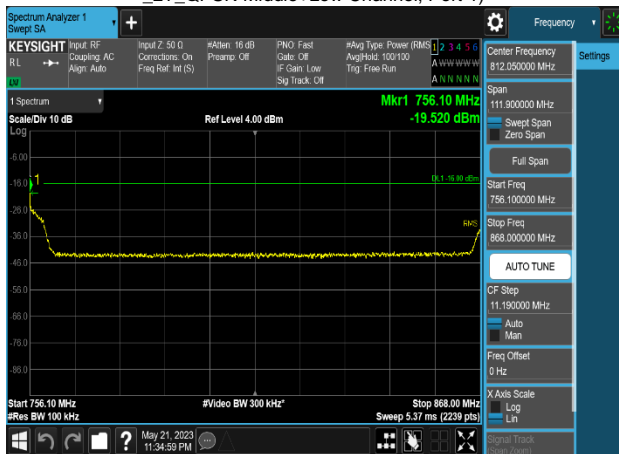 Spectrum Analyzer 1
Swept SA
+
Frequency
KEYSIGHT
RL
Input: RF
Coupling: AC
Align: Auto
Input Z: 50 Ω
Corrections: On
Freq Ref: Int (S)
#Atten: 16 dB
Preamp: Off
PNO: Fast
Gate: Off
IF Gain: Low
Sig Track: Off
#Avg Type: Power (RMS
Avg|Hold: 100/100
Trig: Free Run
1 2 3 4 5 6
A W W W W W
A N N N N N
1 Spectrum
Mkr1 756.10 MHz
-19.520 dBm
Scale/Div 10 dB
Ref Level 4.00 dBm
Log
-6.00
-16.0
-26.0
-36.0
-46.0
-56.0
-66.0
-76.0
-86.0
1
DL1 -16.00 dBm
RMS
Start 756.10 MHz
#Video BW 300 kHz*
Stop 868.00 MHz
#Res BW 100 kHz
Sweep 5.37 ms (2239 pts)
?
May 21, 2023
11:34:59 PM
Center Frequency
812.050000 MHz
Settings
Span
111.900000 MHz
Swept Span
Zero Span
Full Span
Start Freq
756.100000 MHz
Stop Freq
868.000000 MHz
AUTO TUNE
CF Step
11.190000 MHz
Auto
Man
Freq Offset
0 Hz
X Axis Scale
Log
Lin
Signal Track
(Span Zoom)